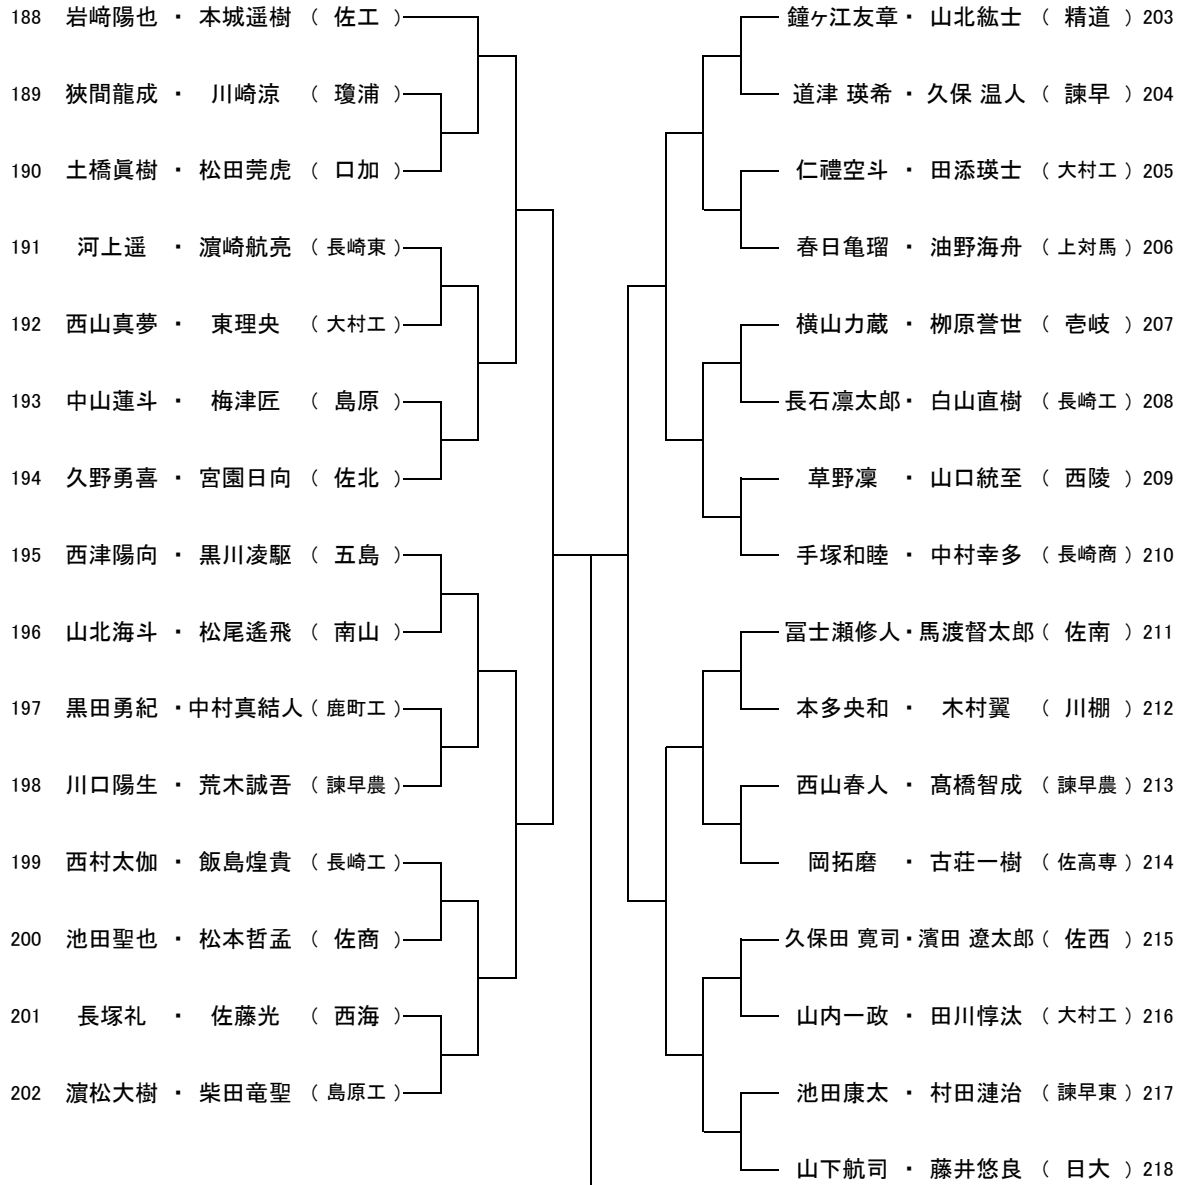 188 岩﨑陽也 ・ 本城遥樹 （ 佐工 ）
189 狹間龍成 ・ 川崎涼 （ 瓊浦 ）
190 土橋眞樹 ・ 松田莞虎 （ 口加 ）
191 河上遥 ・ 濵崎航亮 （ 長崎東 ）
192 西山真夢 ・ 東理央 （ 大村工 ）
193 中山蓮斗 ・ 梅津匠 （ 島原 ）
194 久野勇喜 ・ 宮園日向 （ 佐北 ）
195 西津陽向 ・ 黒川凌駆 （ 五島 ）
196 山北海斗 ・ 松尾遙飛 （ 南山 ）
197 黒田勇紀 ・ 中村真結人 （ 鹿町工 ）
198 川口陽生 ・ 荒木誠吾 （ 諫早農 ）
199 西村太伽 ・ 飯島煌貴 （ 長崎工 ）
200 池田聖也 ・ 松本哲孟 （ 佐商 ）
201 長塚礼 ・ 佐藤光 （ 西海 ）
202 濵松大樹 ・ 柴田竜聖 （ 島原工 ）
鐘ヶ江友章 ・ 山北紘士 （ 精道 ） 203
道津 瑛希 ・ 久保 温人 （ 諫早 ） 204
仁禮空斗 ・ 田添瑛士 （ 大村工 ） 205
春日亀瑠 ・ 油野海舟 （ 上対馬 ） 206
横山力蔵 ・ 栁原誉世 （ 壱岐 ） 207
長石凛太郎 ・ 白山直樹 （ 長崎工 ） 208
草野凜 ・ 山口統至 （ 西陵 ） 209
手塚和睦 ・ 中村幸多 （ 長崎商 ） 210
冨士瀬修人 ・ 馬渡督太郎 （ 佐南 ） 211
本多央和 ・ 木村翼 （ 川棚 ） 212
西山春人 ・ 髙橋智成 （ 諫早農 ） 213
岡拓磨 ・ 古荘一樹 （ 佐高専 ） 214
久保田 寛司 ・ 濱田 遼太郎 （ 佐西 ） 215
山内一政 ・ 田川惇汰 （ 大村工 ） 216
池田康太 ・ 村田漣治 （ 諫早東 ） 217
山下航司 ・ 藤井悠良 （ 日大 ） 218